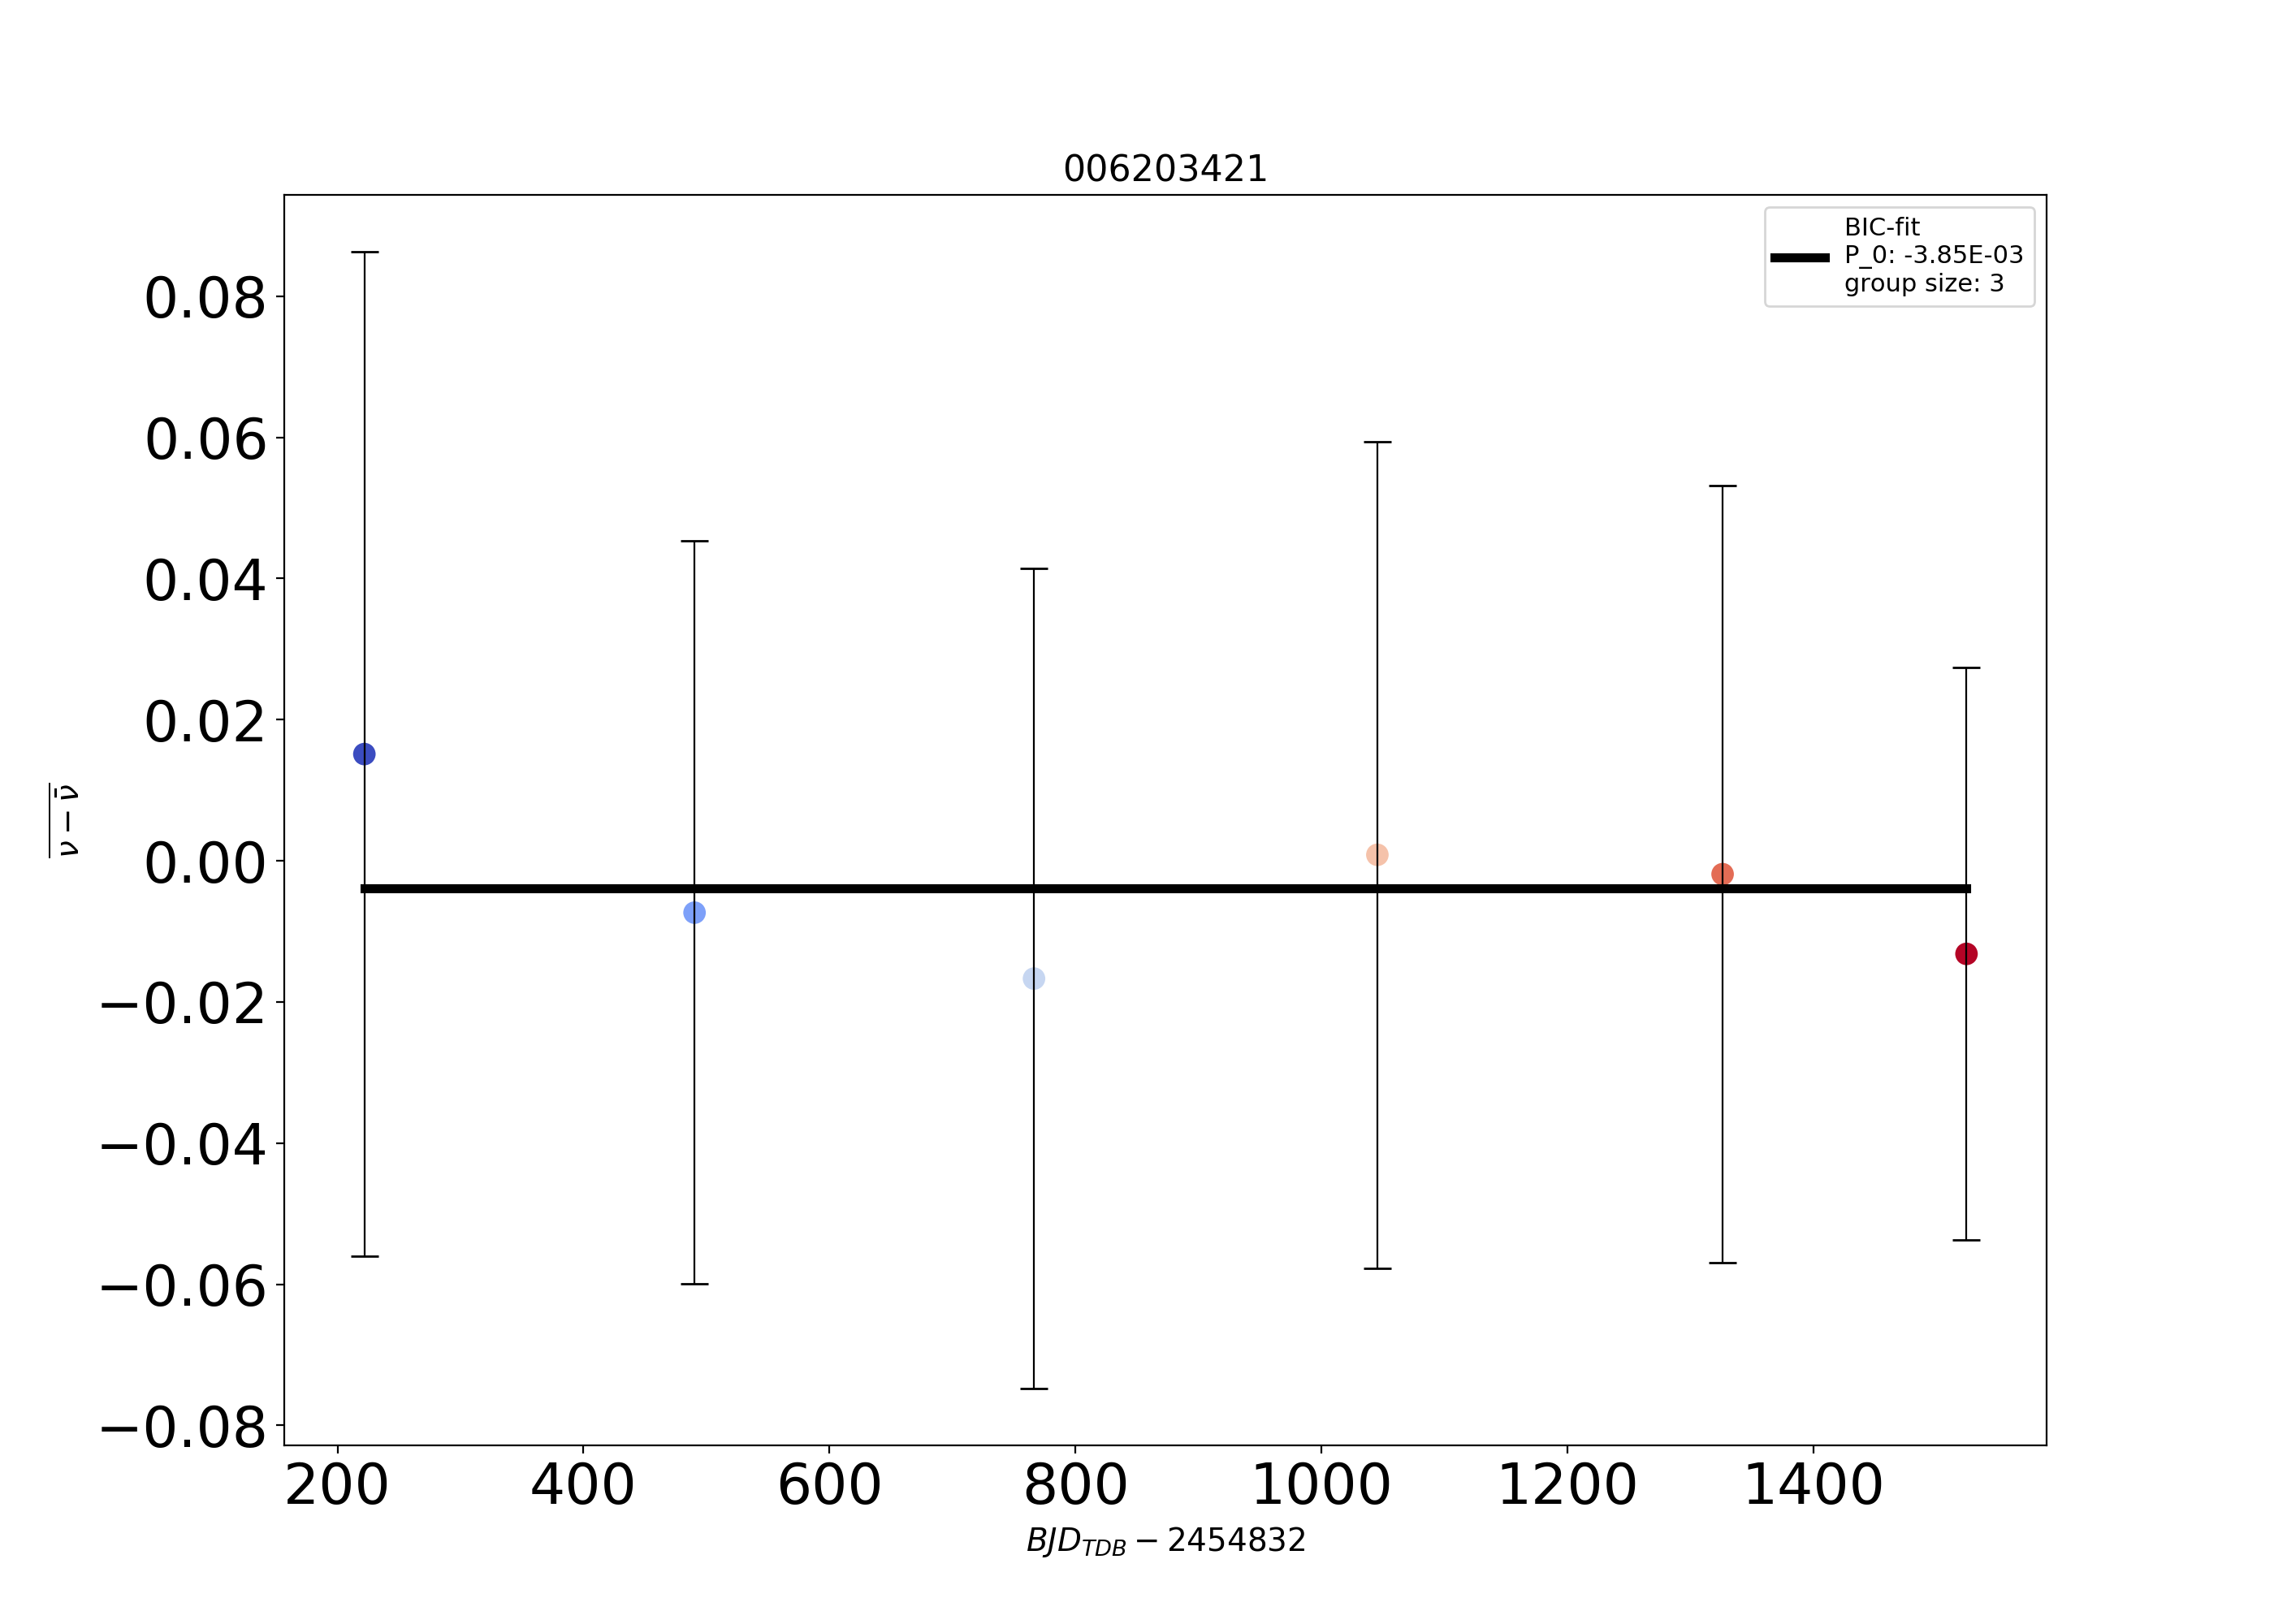 006203421
BIC-fit
P_0: -3.85E-03
group size: 3
0.08
0.06
0.04
0.02
0.00
−0.02
−0.04
−0.06
−0.08
ν − ν̄
200 400 600 800 1000 1200 1400
BJD_TDB − 2454832